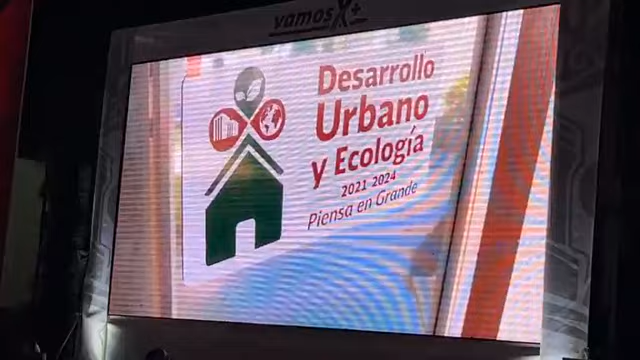 vamos X+
Desarrollo
Urbano
y Ecología
2021-2024
Piensa en Grande